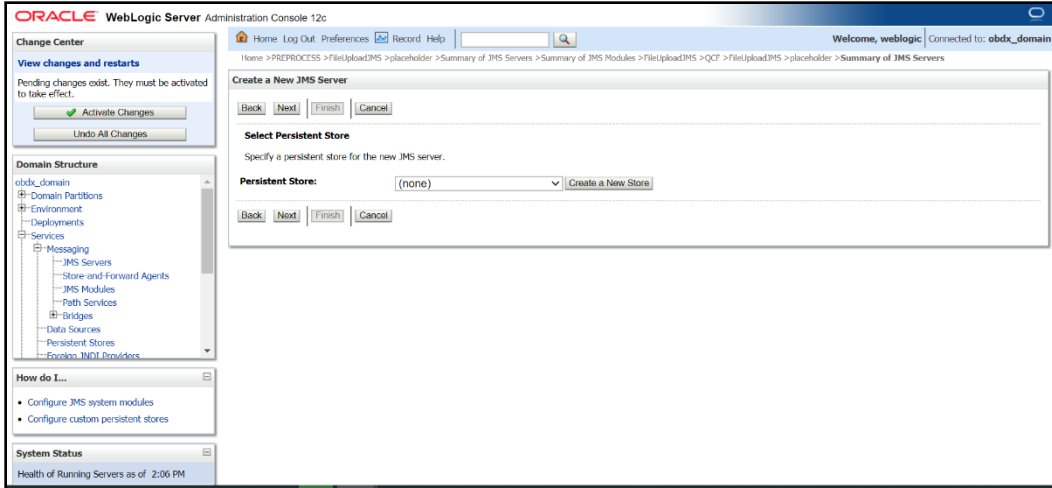 ORACLE WebLogic Server Administration Console 12c
Change Center
View changes and restarts
Pending changes exist. They must be activated
to take effect.
Activate Changes
Undo All Changes
Domain Structure
obdx_domain
Domain Partitions
Environment
Deployments
Services
Messaging
JMS Servers
Store-and-Forward Agents
JMS Modules
Path Services
Bridges
Data Sources
Persistent Stores
Foreign JNDI Providers
How do I...
Configure JMS system modules
Configure custom persistent stores
System Status
Health of Running Servers as of 2:06 PM
Home Log Out Preferences Record Help
Welcome, weblogic Connected to: obdx_domain
Home >PREPROCESS >FileUploadJMS >placeholder >Summary of JMS Servers >Summary of JMS Modules >FileUploadJMS >QCF >FileUploadJMS >placeholder >Summary of JMS Servers
Create a New JMS Server
Back Next Finish Cancel
Select Persistent Store
Specify a persistent store for the new JMS server.
Persistent Store: (none) Create a New Store
Back Next Finish Cancel